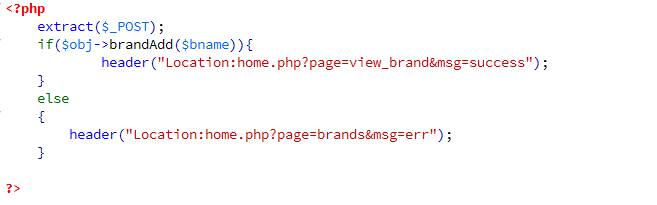 <?php
extract($_POST);
if($obj->brandAdd($bname)){
header("Location:home.php?page=view_brand&msg=success");
}
else
{
header("Location:home.php?page=brands&msg=err");
}
?>